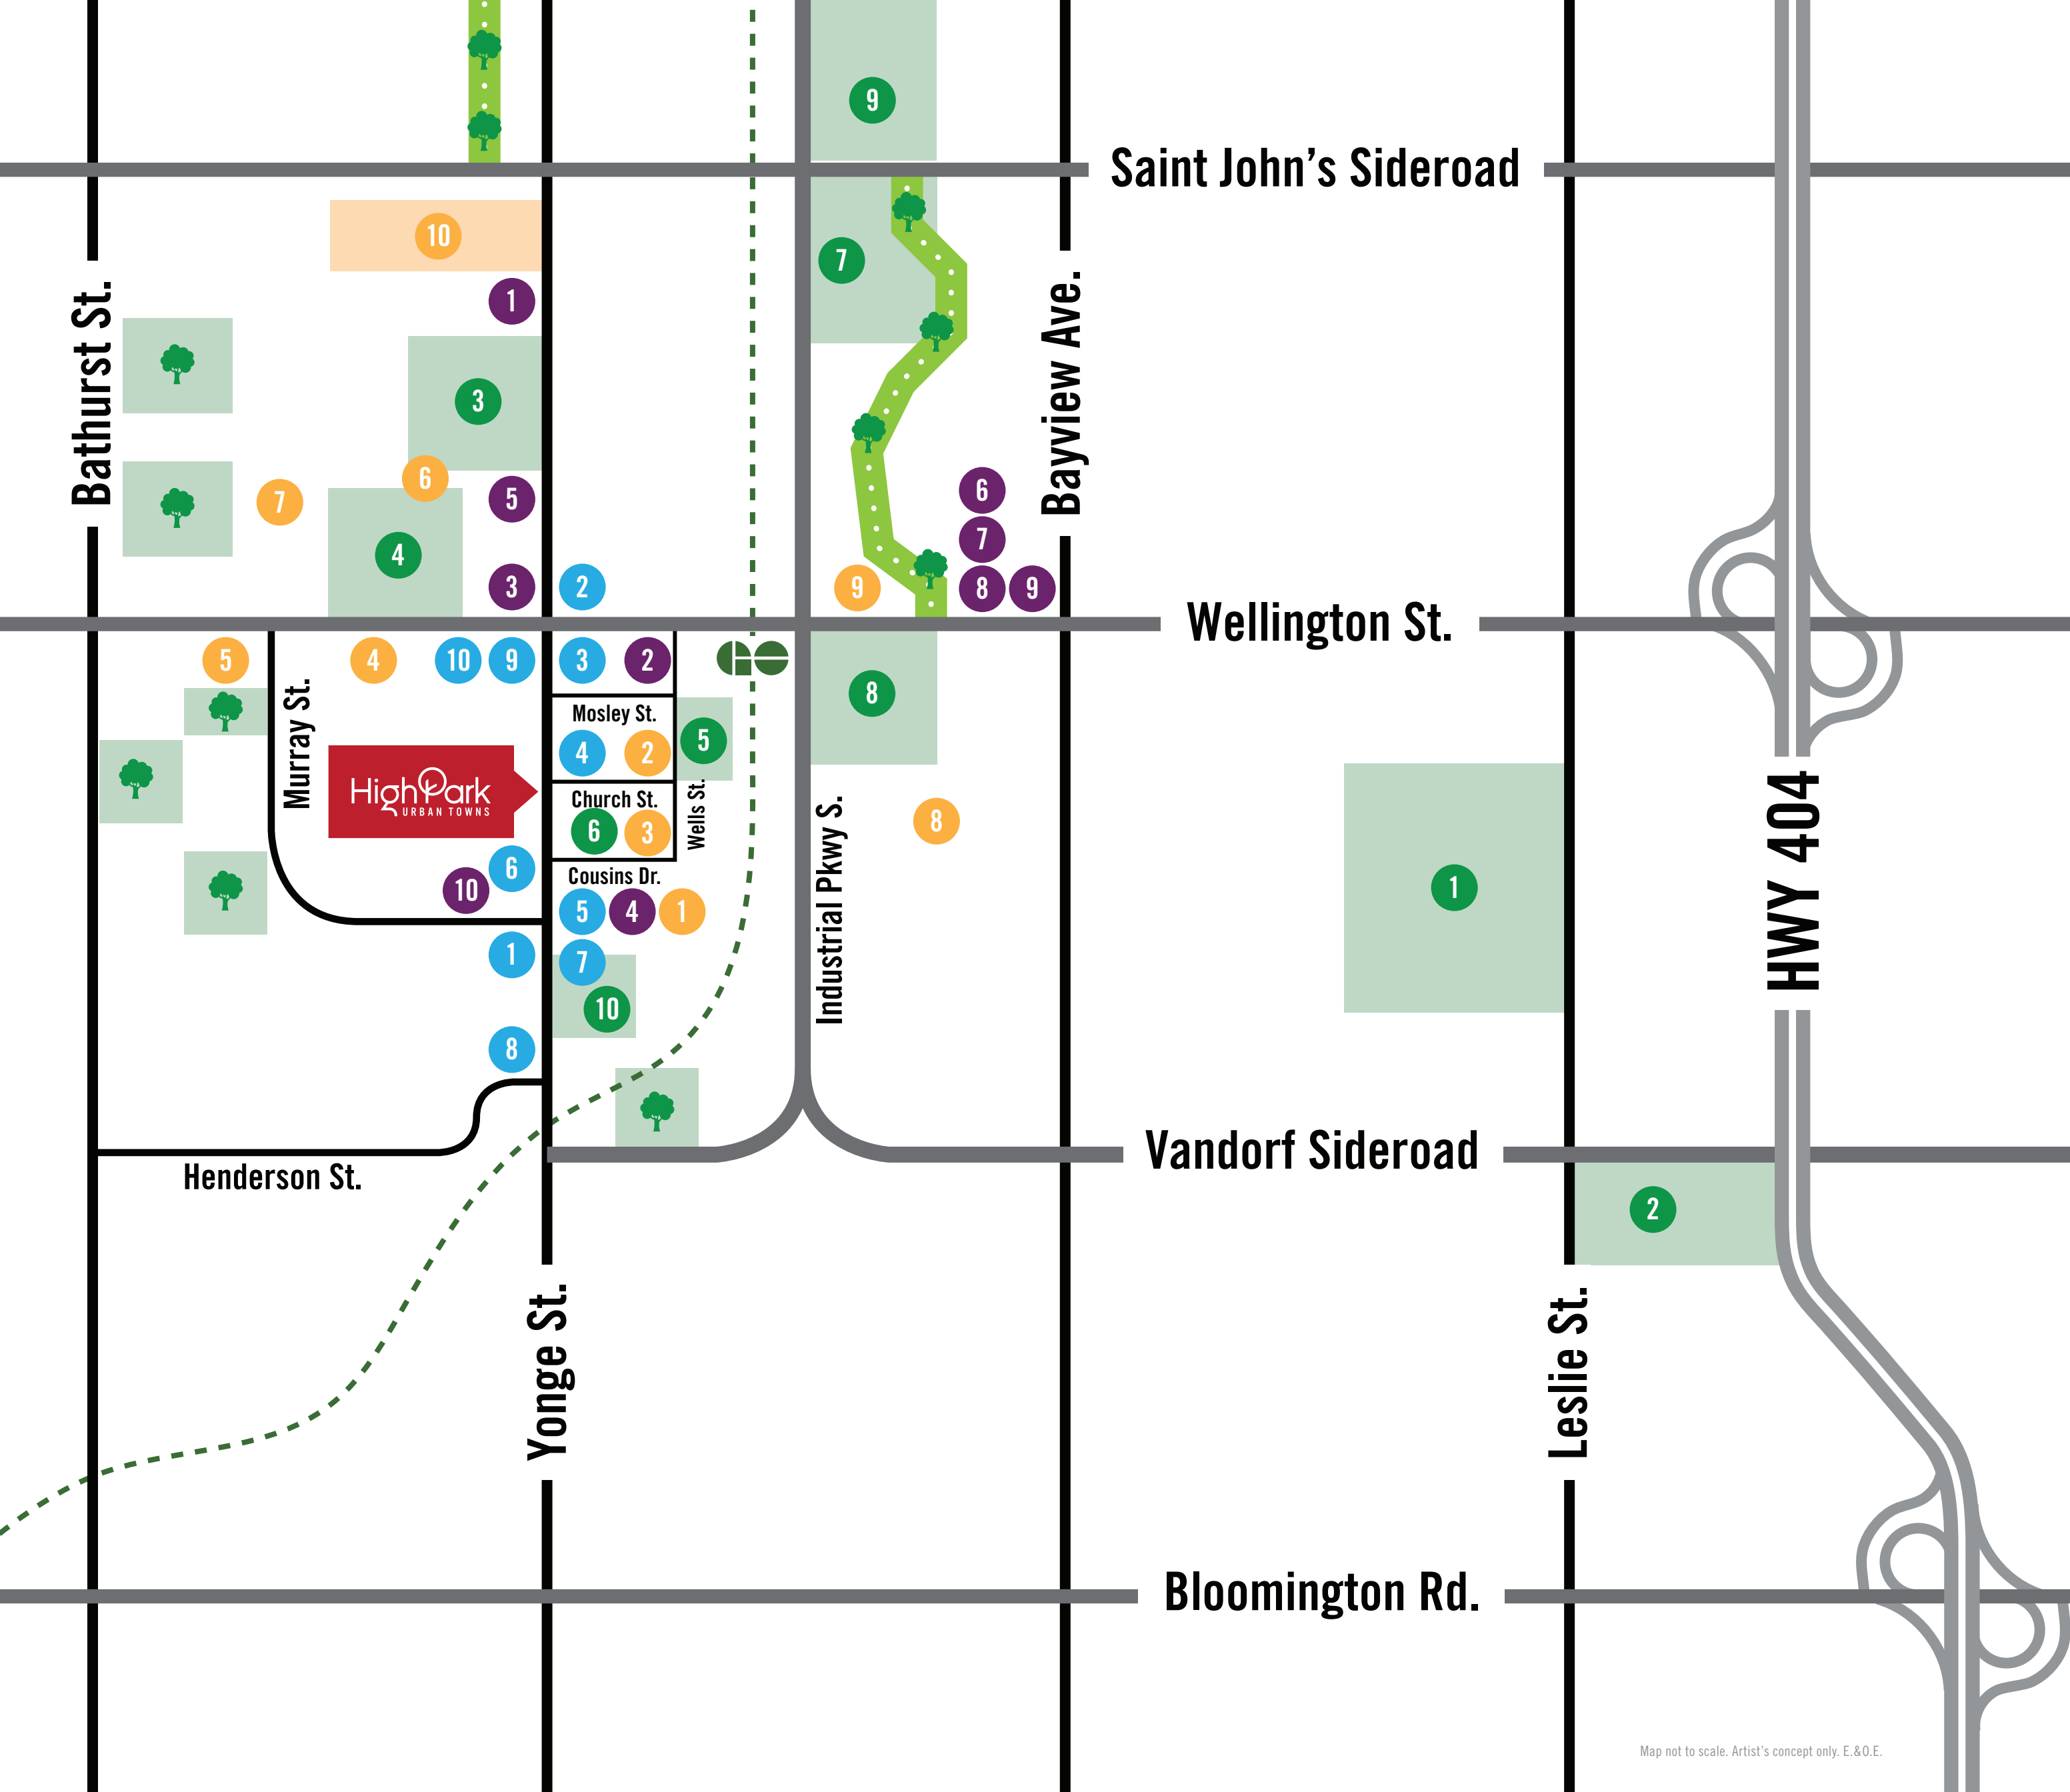 9
Saint John’s Sideroad
10
7
1
Bathurst St.
Bayview Ave.
3
6
5
7
6
4
7
3
2
9
8
9
Wellington St.
5
4
10
9
3
2
8
Murray St.
Mosley St.
4
2
5
HighPark
URBAN TOWNS
Church St.
6
3
Wells St.
Industrial Pkwy S.
8
HWY 404
6
10
Cousins Dr.
5
4
1
1
1
7
10
8
Vandorf Sideroad
Henderson St.
2
Yonge St.
Leslie St.
Bloomington Rd.
Map not to scale. Artist’s concept only. E.&O.E.